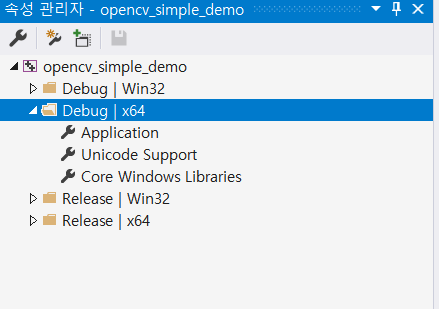 속성 관리자 - opencv_simple_demo
opencv_simple_demo
Debug | Win32
Debug | x64
Application
Unicode Support
Core Windows Libraries
Release | Win32
Release | x64